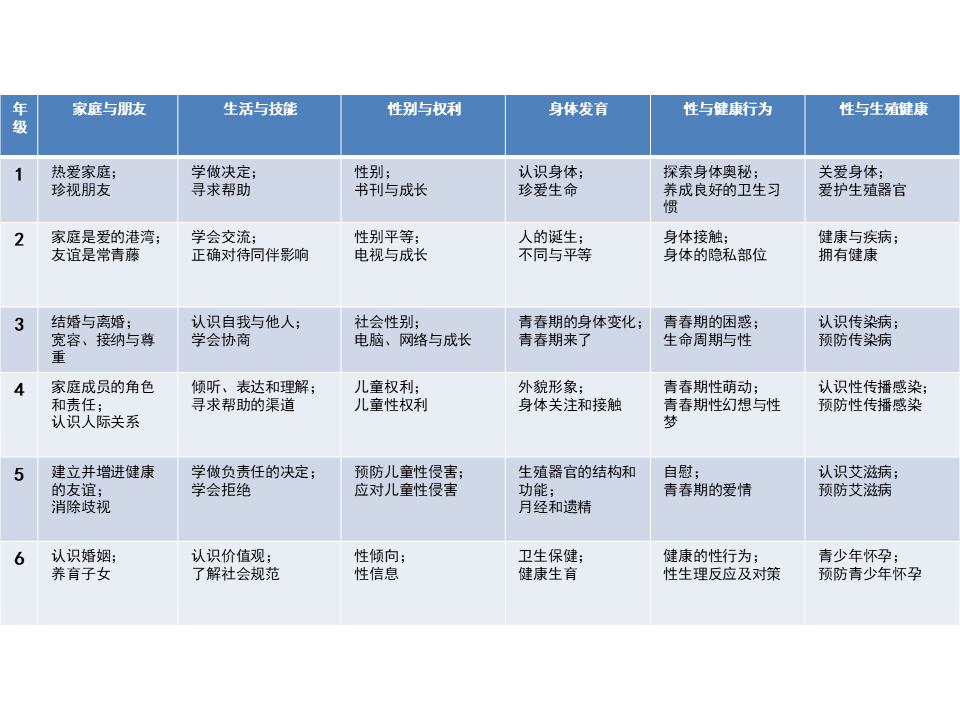 年级 家庭与朋友 生活与技能 性别与权利 身体发育 性与健康行为 性与生殖健康
1 热爱家庭； 学做决定； 性别； 认识身体； 探索身体奥秘； 关爱身体；
珍视朋友 寻求帮助 书刊与成长 珍爱生命 养成良好的卫生习 爱护生殖器官
惯
2 家庭是爱的港湾； 学会交流； 性别平等； 人的诞生； 身体接触； 健康与疾病；
友谊是常青藤 正确对待同伴影响 电视与成长 不同与平等 身体的隐私部位 拥有健康
3 结婚与离婚； 认识自我与他人； 社会性别； 青春期的身体变化； 青春期的困惑； 认识传染病；
宽容、接纳与尊 学会协商 电脑、网络与成长 青春期来了 生命周期与性 预防传染病
重
4 家庭成员的角色 倾听、表达和理解； 儿童权利； 外貌形象； 青春期性萌动； 认识性传播感染；
和责任； 寻求帮助的渠道 儿童性权利 身体关注和接触 青春期性幻想与性 预防性传播感染
认识人际关系 梦
5 建立并增进健康 学做负责任的决定； 预防儿童性侵害； 生殖器官的结构和 自慰； 认识艾滋病；
的友谊； 学会拒绝 应对儿童性侵害 功能； 青春期的爱情 预防艾滋病
消除歧视 月经和遗精
6 认识婚姻； 认识价值观； 性倾向； 卫生保健； 健康的性行为； 青少年怀孕；
养育子女 了解社会规范 性信息 健康生育 性生理反应及对策 预防青少年怀孕